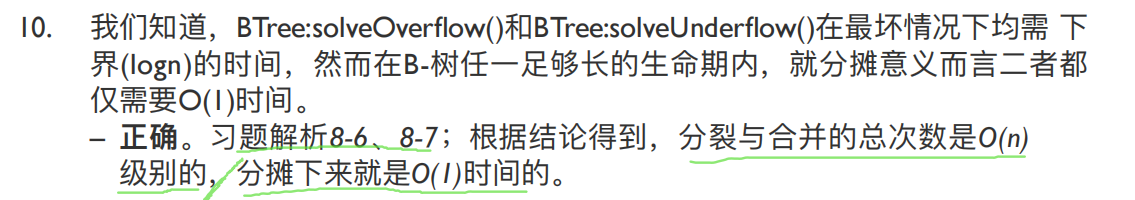 10. 我们知道，BTree:solveOverflow()和BTree:solveUnderflow()在最坏情况下均需 下
界(logn)的时间，然而在B-树任一足够长的生命期内，就分摊意义而言二者都
仅需要O(1)时间。
– 正确。习题解析8-6、8-7；根据结论得到，分裂与合并的总次数是O(n)
级别的，分摊下来就是O(1)时间的。